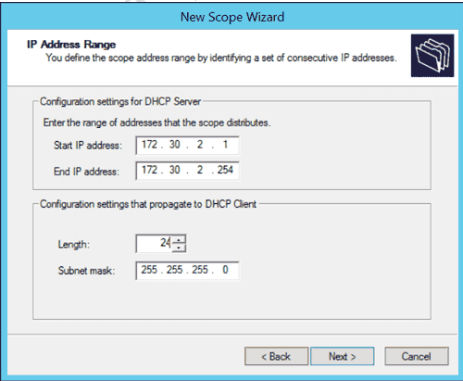 New Scope Wizard
IP Address Range
You define the scope address range by identifying a set of consecutive IP addresses.
Configuration settings for DHCP Server
Enter the range of addresses that the scope distributes.
Start IP address: 172 . 30 . 2 . 1
End IP address: 172 . 30 . 2 . 254
Configuration settings that propagate to DHCP Client
Length: 24
Subnet mask: 255 . 255 . 255 . 0
< Back Next > Cancel